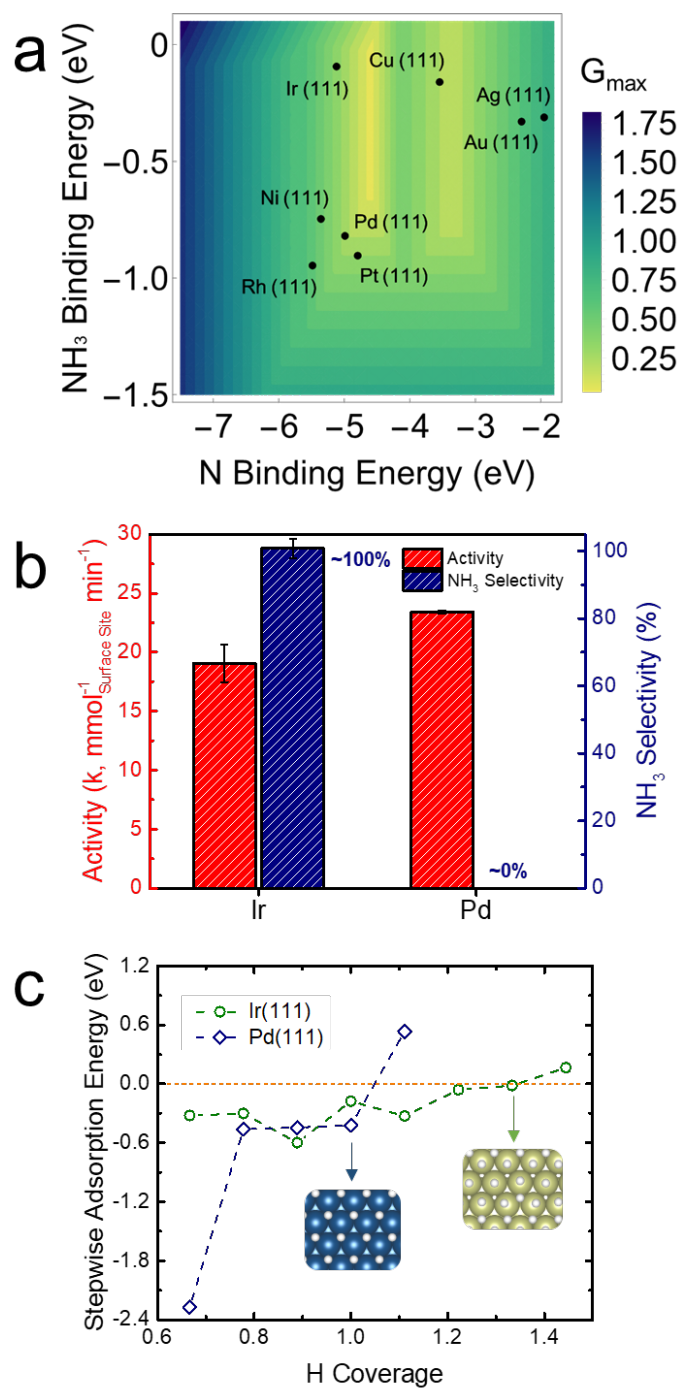 a
NH₃ Binding Energy (eV)
0
−0.5
−1.0
−1.5
Ir (111)
Cu (111)
Ag (111)
Au (111)
Ni (111)
Pd (111)
Rh (111)
Pt (111)
−7 −6 −5 −4 −3 −2
N Binding Energy (eV)
Gmax
1.75
1.50
1.25
1.00
0.75
0.50
0.25
b
Activity (k, mmol⁻¹Surface Site min⁻¹)
30
25
20
15
10
5
0
~100%
Activity
NH₃ Selectivity
~0%
Ir Pd
100
80
60
40
20
0
NH₃ Selectivity (%)
c
Stepwise Adsorption Energy (eV)
1.2
0.6
0.0
-0.6
-1.2
-1.8
-2.4
Ir(111)
Pd(111)
0.6 0.8 1.0 1.2 1.4
H Coverage